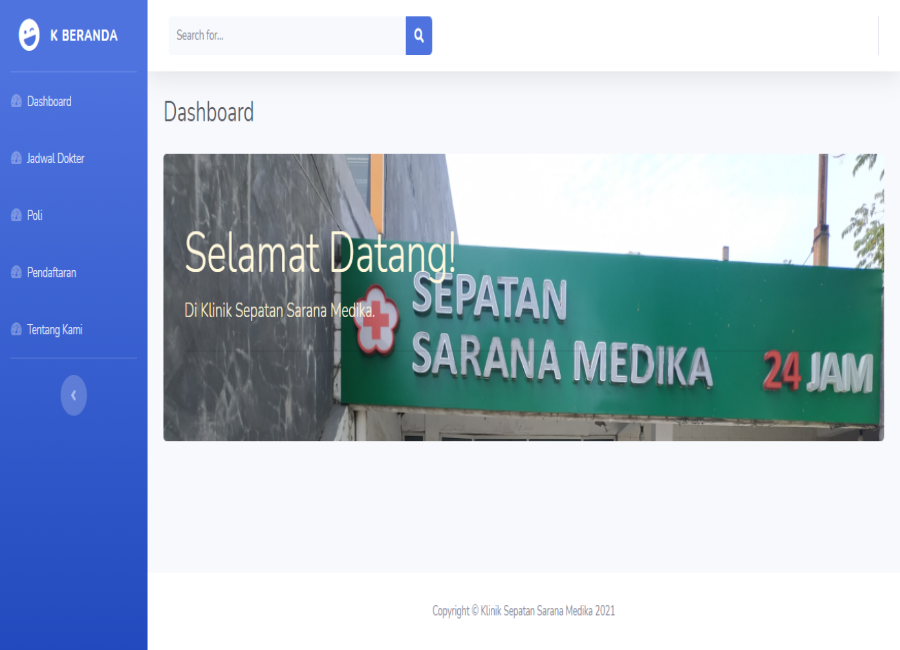 K BERANDA
Search for...
Dashboard
Jadwal Dokter
Poli
Pendaftaran
Tentang Kami
Dashboard
Selamat Datang!
Di Klinik Sepatan Sarana Medika.
SEPATAN
SARANA MEDIKA 24 JAM
Copyright © Klinik Sepatan Sarana Medika 2021